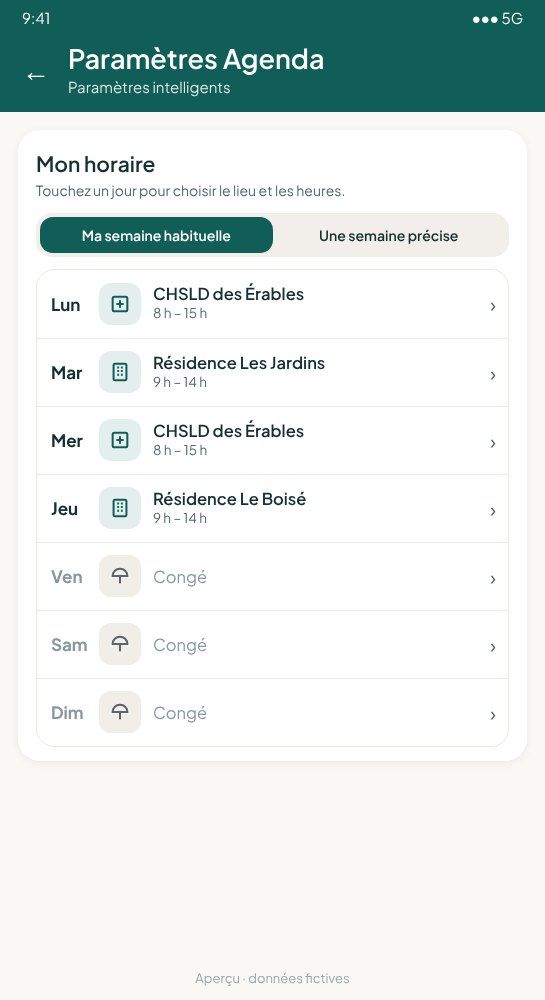 9:41
●●● 5G
← Paramètres Agenda
Paramètres intelligents
Mon horaire
Touchez un jour pour choisir le lieu et les heures.
Ma semaine habituelle
Une semaine précise
Lun
CHSLD des Érables
8 h – 15 h
›
Mar
Résidence Les Jardins
9 h – 14 h
›
Mer
CHSLD des Érables
8 h – 15 h
›
Jeu
Résidence Le Boisé
9 h – 14 h
›
Ven
Congé
›
Sam
Congé
›
Dim
Congé
›
Aperçu · données fictives